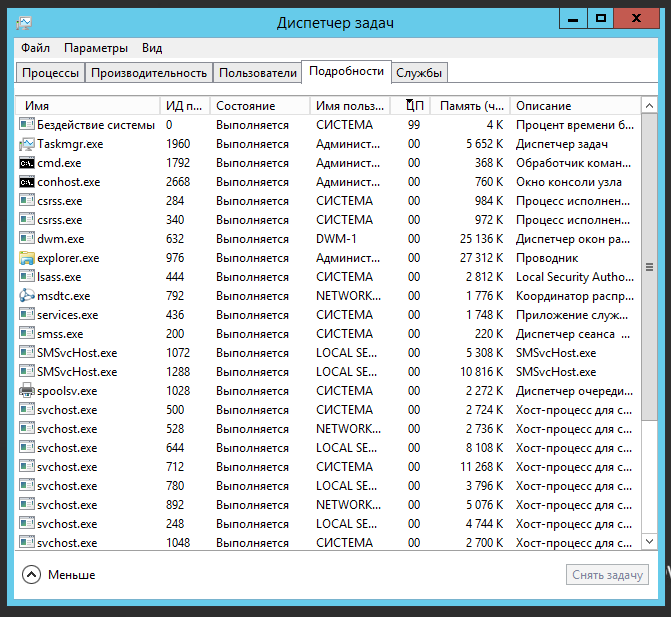 Диспетчер задач
Файл Параметры Вид
Процессы Производительность Пользователи Подробности Службы
Имя ИД п... Состояние Имя польз... ЦП Память (ч... Описание
Бездействие системы 0 Выполняется СИСТЕМА 99 4 K Процент времени б...
Taskmgr.exe 1960 Выполняется Админист... 00 5 652 K Диспетчер задач
cmd.exe 1792 Выполняется Админист... 00 368 K Обработчик коман...
conhost.exe 2668 Выполняется Админист... 00 760 K Окно консоли узла
csrss.exe 284 Выполняется СИСТЕМА 00 984 K Процесс исполнен...
csrss.exe 340 Выполняется СИСТЕМА 00 972 K Процесс исполнен...
dwm.exe 632 Выполняется DWM-1 00 25 136 K Диспетчер окон ра...
explorer.exe 976 Выполняется Админист... 00 27 312 K Проводник
lsass.exe 444 Выполняется СИСТЕМА 00 2 812 K Local Security Autho...
msdtc.exe 792 Выполняется NETWORK... 00 1 776 K Координатор распр...
services.exe 436 Выполняется СИСТЕМА 00 1 748 K Приложение служ...
smss.exe 200 Выполняется СИСТЕМА 00 220 K Диспетчер сеанса ...
SMSvcHost.exe 1072 Выполняется LOCAL SE... 00 5 308 K SMSvcHost.exe
SMSvcHost.exe 1288 Выполняется LOCAL SE... 00 10 816 K SMSvcHost.exe
spoolsv.exe 1028 Выполняется СИСТЕМА 00 2 272 K Диспетчер очереди...
svchost.exe 500 Выполняется СИСТЕМА 00 2 724 K Хост-процесс для с...
svchost.exe 528 Выполняется NETWORK... 00 2 736 K Хост-процесс для с...
svchost.exe 644 Выполняется LOCAL SE... 00 8 108 K Хост-процесс для с...
svchost.exe 712 Выполняется СИСТЕМА 00 11 268 K Хост-процесс для с...
svchost.exe 780 Выполняется LOCAL SE... 00 3 796 K Хост-процесс для с...
svchost.exe 892 Выполняется NETWORK... 00 5 076 K Хост-процесс для с...
svchost.exe 248 Выполняется LOCAL SE... 00 4 744 K Хост-процесс для с...
svchost.exe 1048 Выполняется СИСТЕМА 00 2 700 K Хост-процесс для с...
Меньше Снять задачу